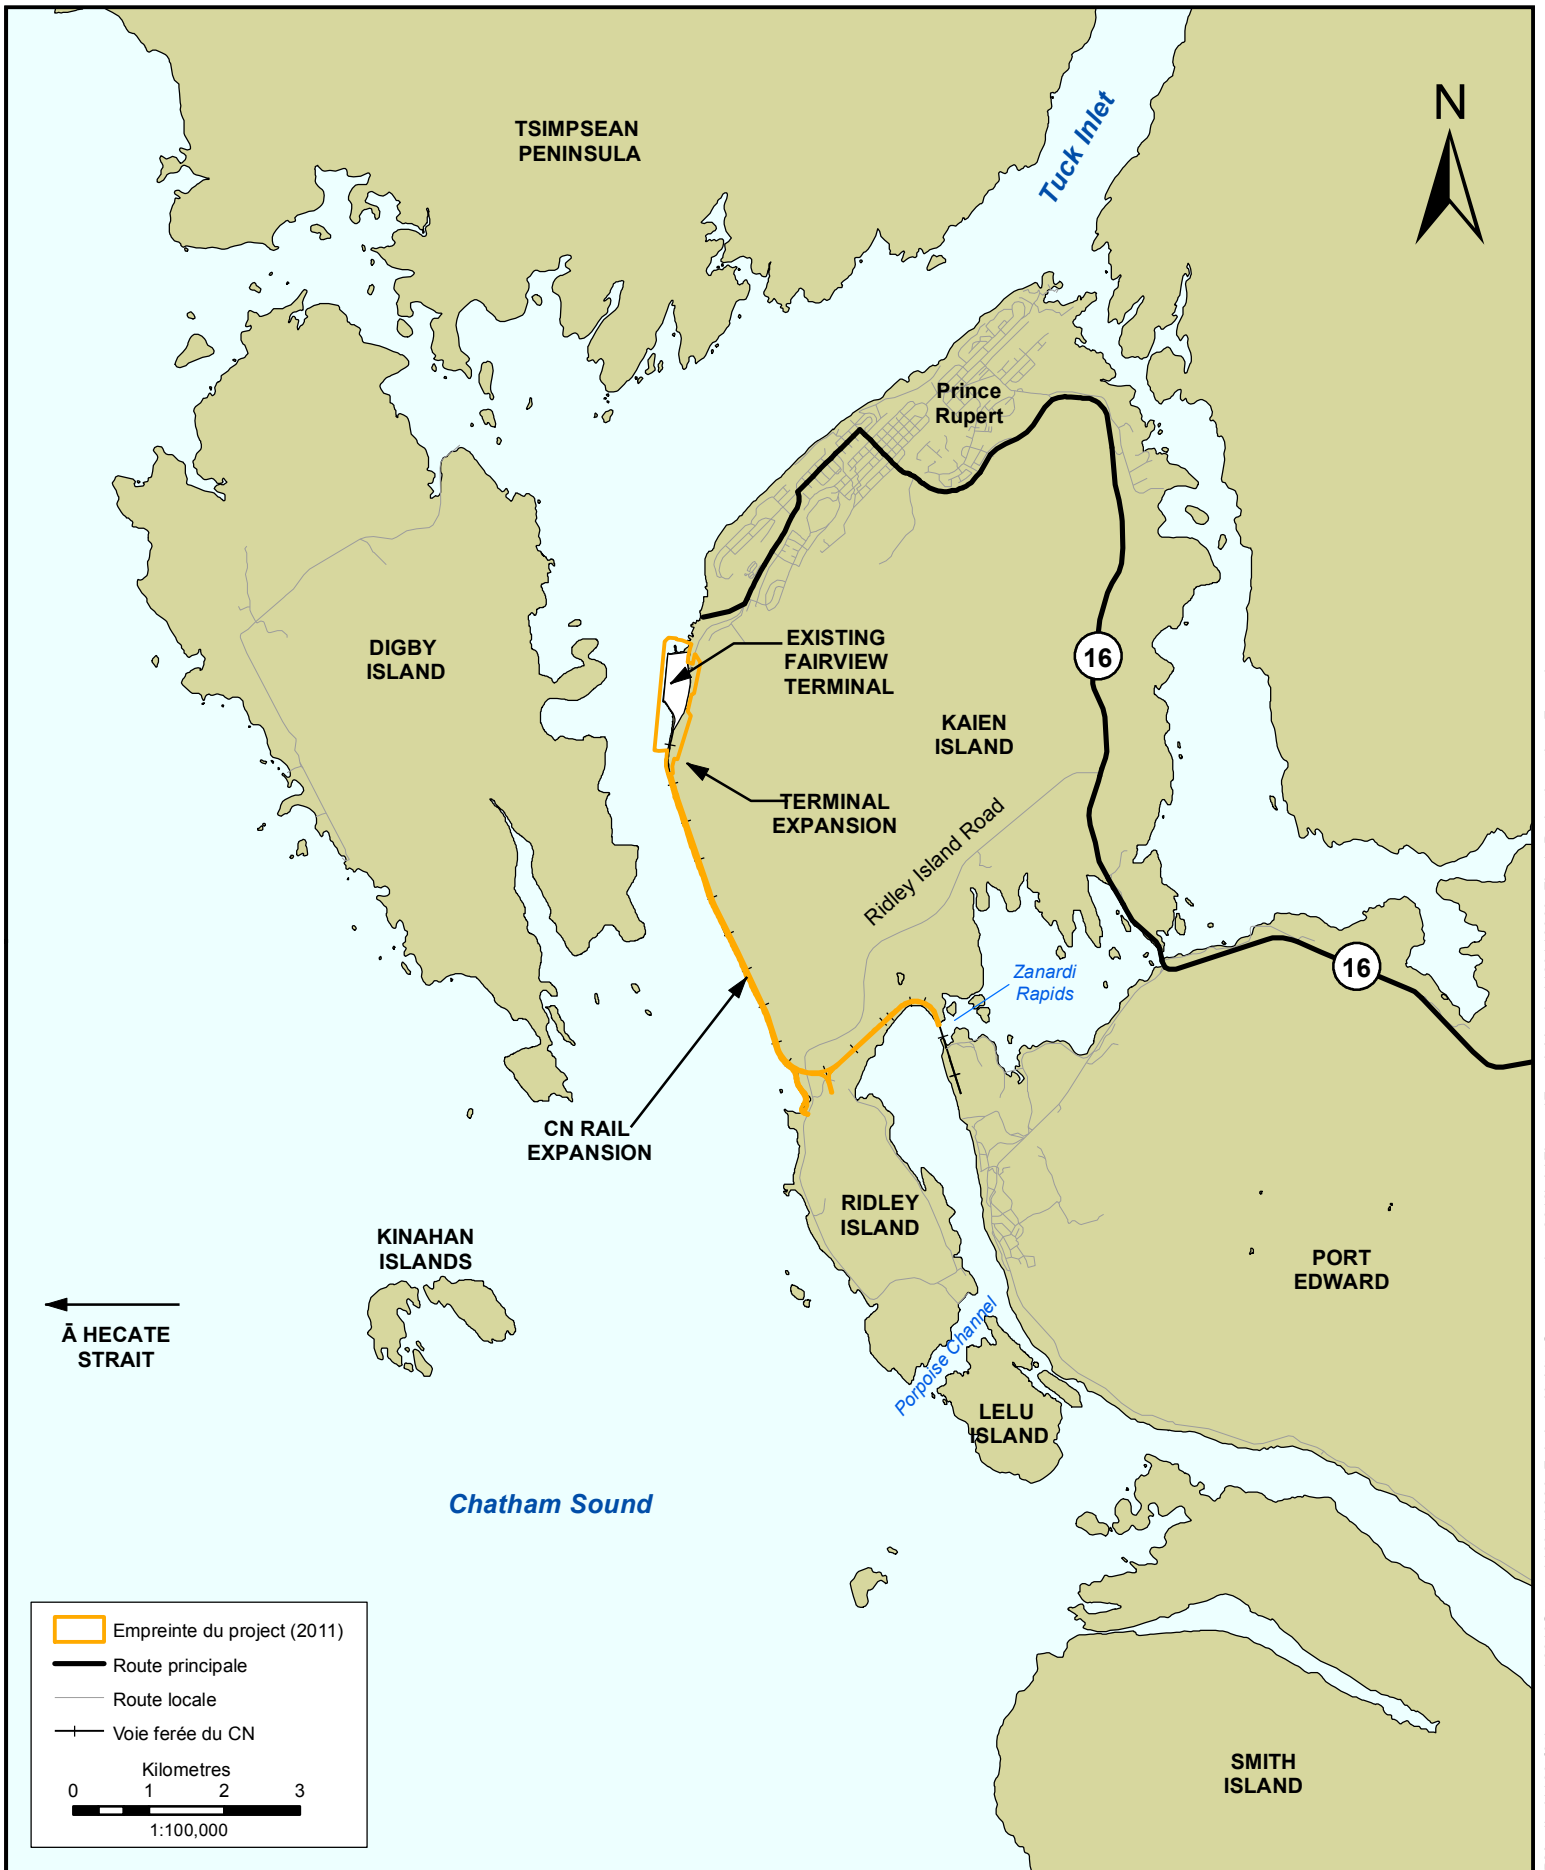 N
TSIMPSEAN
PENINSULA
Tuck Inlet
Prince
Rupert
DIGBY
ISLAND
EXISTING
FAIRVIEW
TERMINAL
16
KAIEN
ISLAND
TERMINAL
EXPANSION
Ridley Island Road
Zanardi
Rapids
16
CN RAIL
EXPANSION
RIDLEY
ISLAND
KINAHAN
ISLANDS
PORT
EDWARD
Ā HECATE
STRAIT
Porpoise Channel
LELU
ISLAND
Chatham Sound
SMITH
ISLAND
Empreinte du project (2011)
Route principale
Route locale
Voie ferée du CN
Kilometres
0 1 2 3
1:100,000